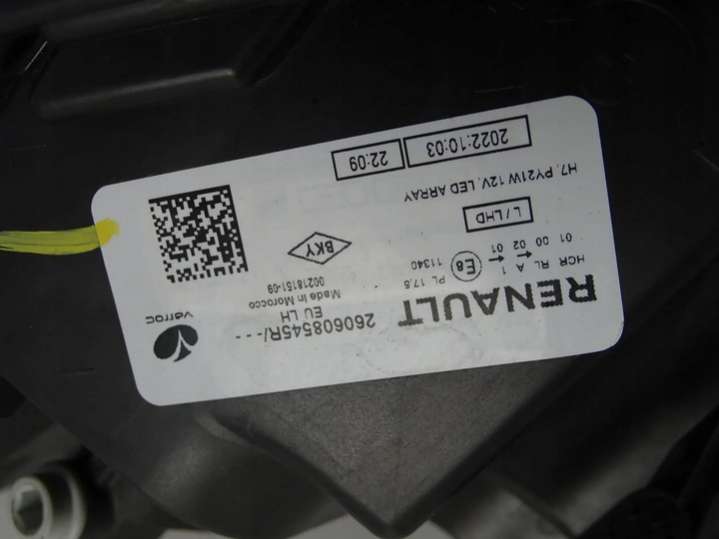 RENAULT
260608545R/---
EU LH
Made in Morocco
00218151-09
varroc
HCR RL A 1
01 00 02 01
E8
PL 17,5
11340
BKY
L / LHD
H7, PY21W 12V, LED ARRAY
2022:10:03
22:09